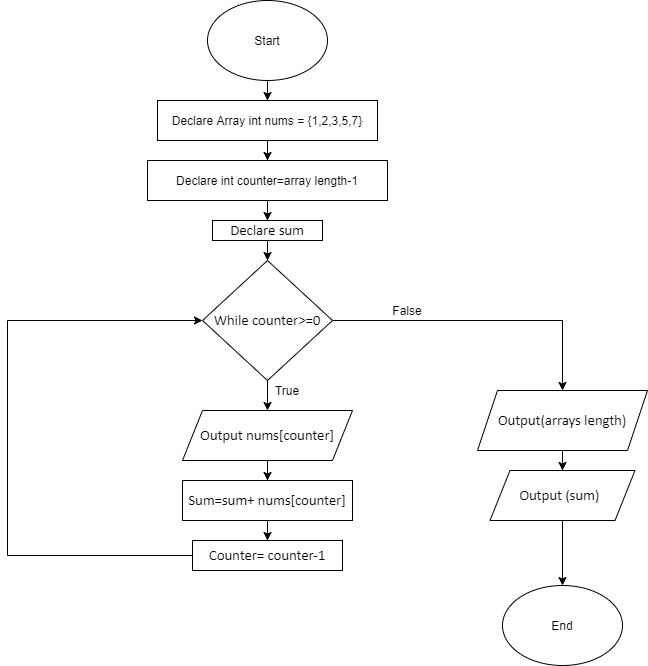 Start
Declare Array int nums = {1,2,3,5,7}
Declare int counter=array length-1
Declare sum
While counter>=0
False
True
Output nums[counter]
Sum=sum+ nums[counter]
Counter= counter-1
Output(arrays length)
Output (sum)
End